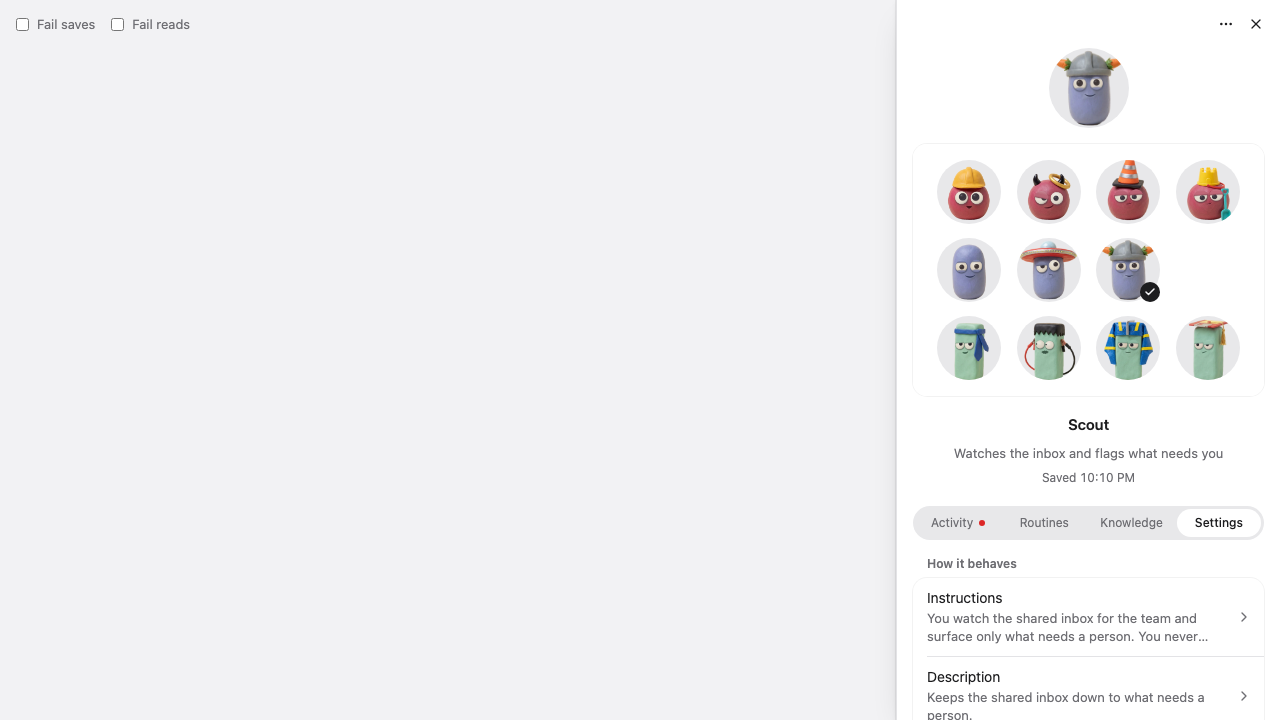 Fail saves
Fail reads
Scout
Watches the inbox and flags what needs you
Saved 10:10 PM
Activity
Routines
Knowledge
Settings
How it behaves
Instructions
You watch the shared inbox for the team and
surface only what needs a person. You never…
Description
Keeps the shared inbox down to what needs a
person.